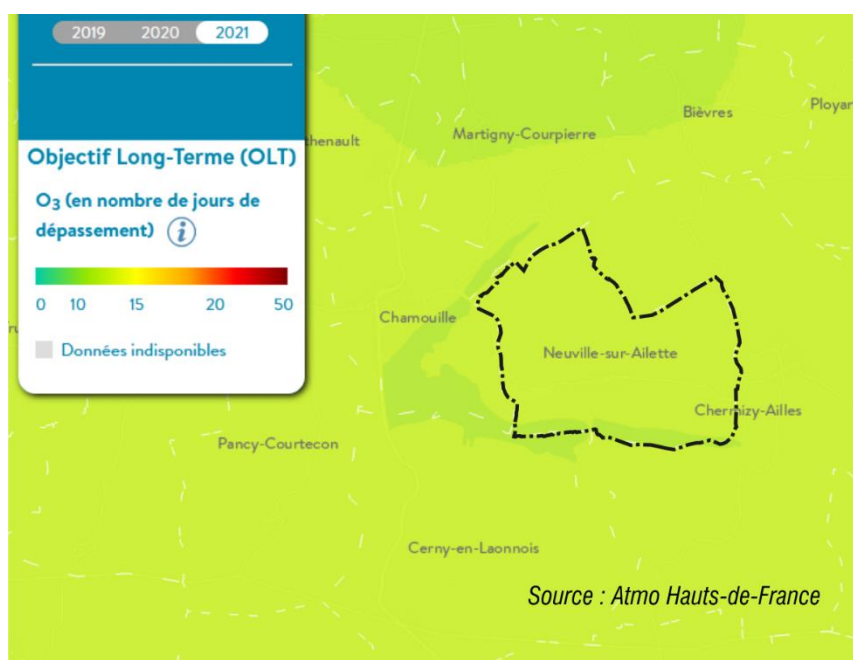 2019 2020 2021
Objectif Long-Terme (OLT)
O₃ (en nombre de jours de
dépassement) i
0 10 15 20 50
Données indisponibles
Martigny-Courpierre
Bièvres
Chamouille
Neuville-sur-Ailette
Chermizy-Ailles
Pancy-Courtecon
Cerny-en-Laonnois
Source : Atmo Hauts-de-France